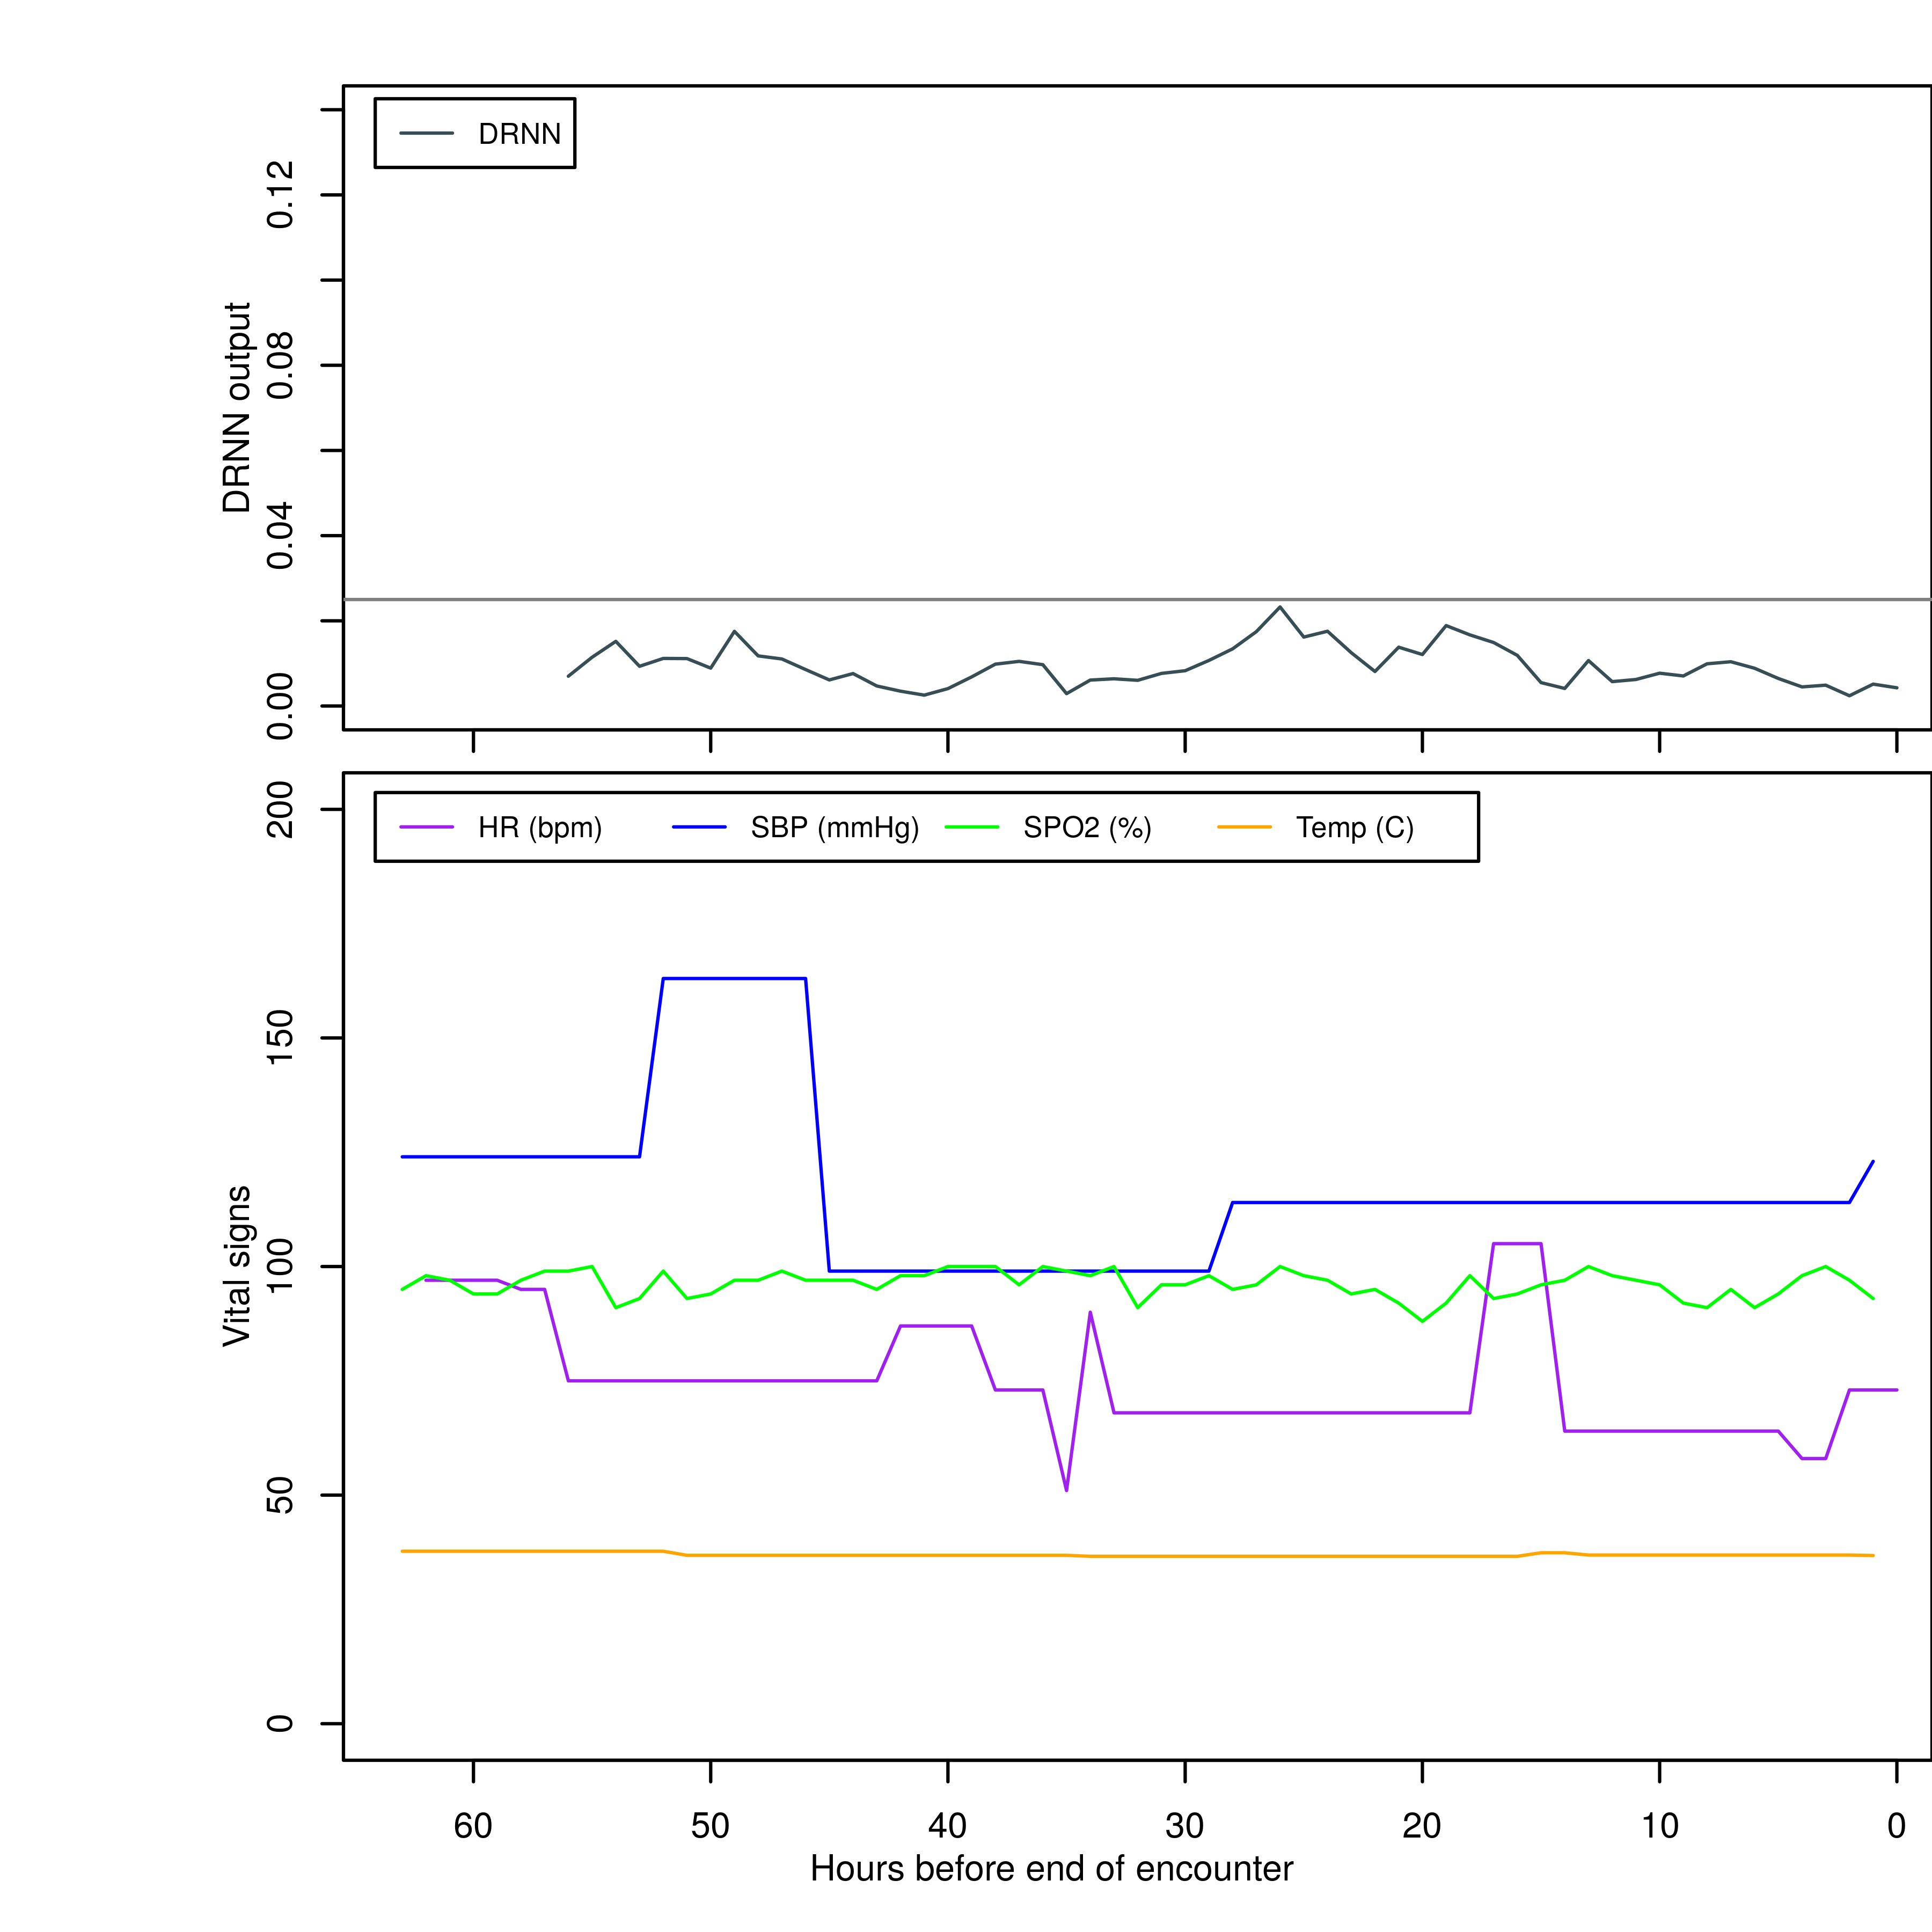 DRNN
DRNN output
0.12
0.08
0.04
0.00
HR (bpm) SBP (mmHg) SPO2 (%) Temp (C)
Vital signs
200
150
100
50
0
60 50 40 30 20 10 0
Hours before end of encounter